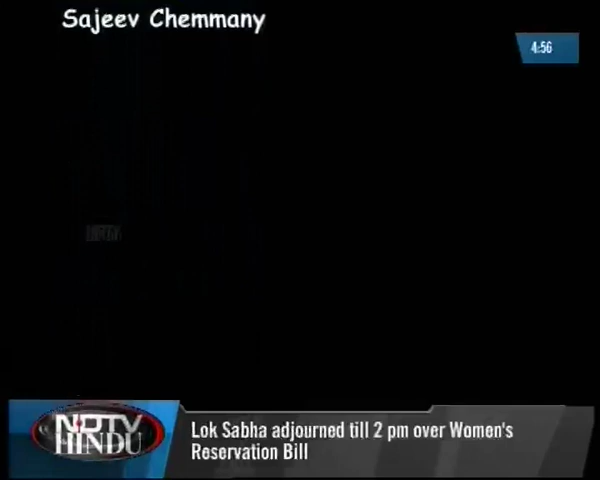 Sajeev Chemmany
4:56
NDTV
HINDU
Lok Sabha adjourned till 2 pm over Women's
Reservation Bill